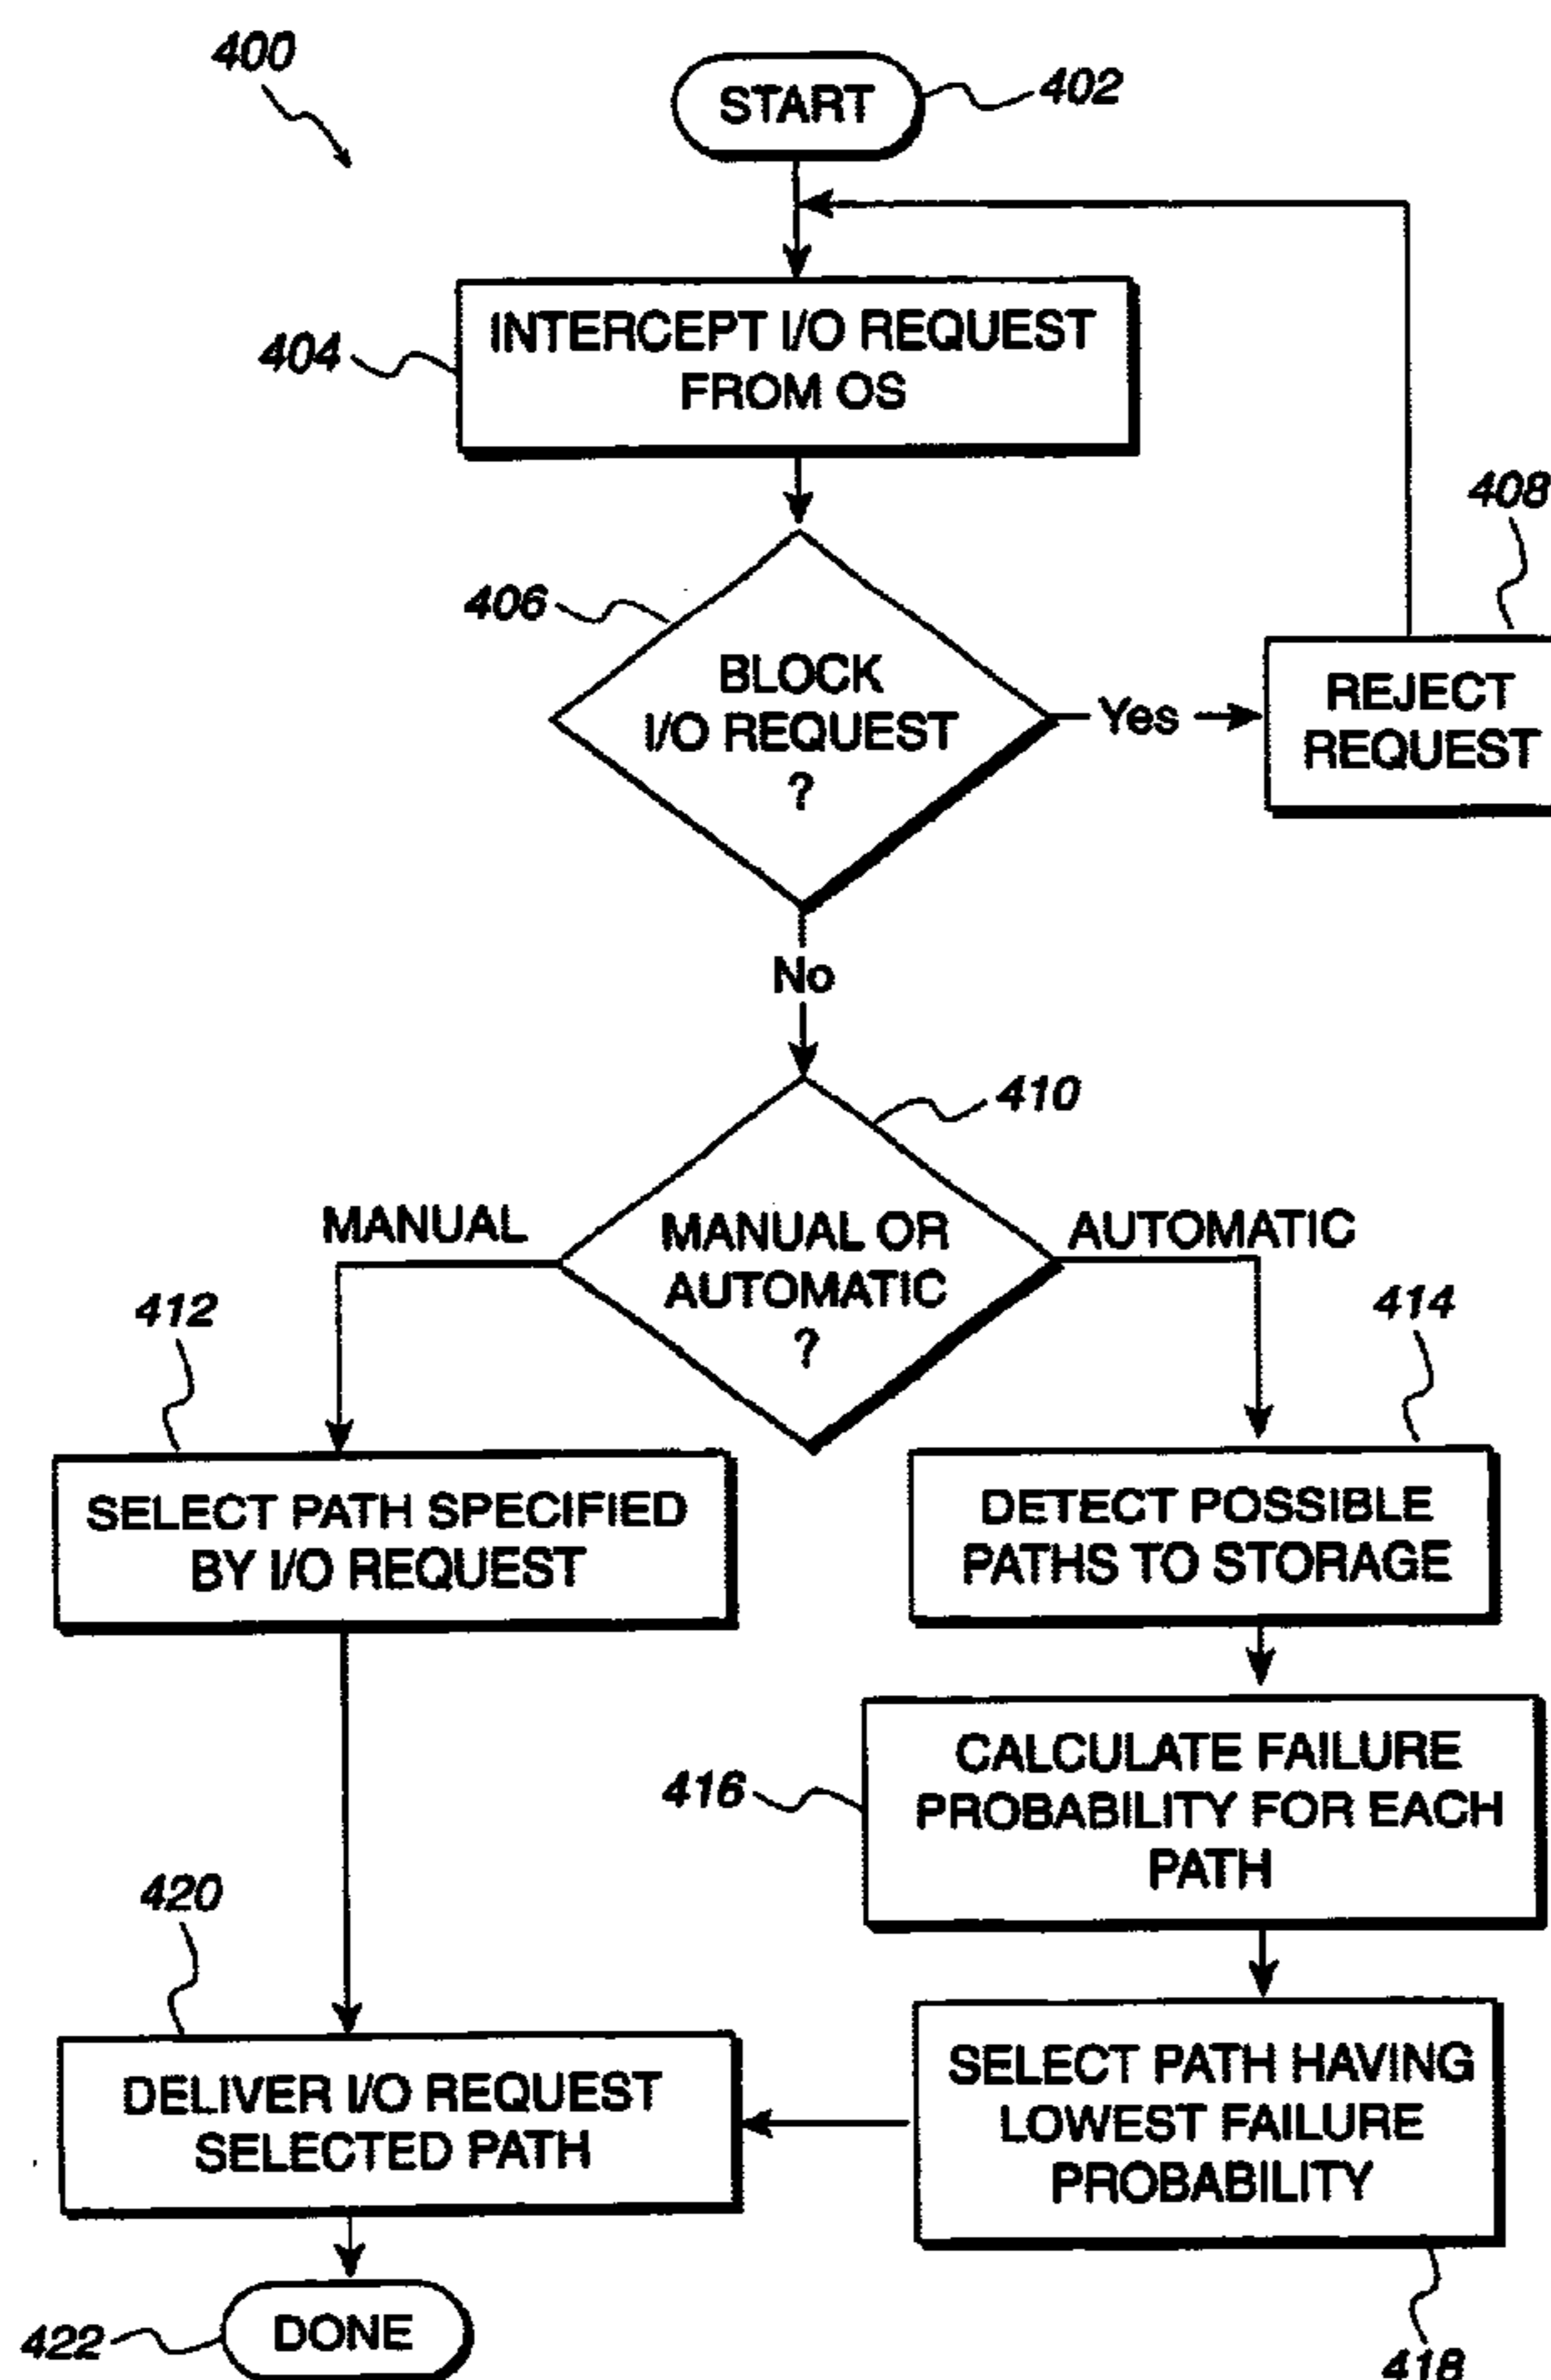 400
START
402
INTERCEPT I/O REQUEST
FROM OS
404
408
406
BLOCK
I/O REQUEST
?
Yes
REJECT
REQUEST
No
410
MANUAL
MANUAL OR
AUTOMATIC
?
AUTOMATIC
412
414
SELECT PATH SPECIFIED
BY I/O REQUEST
DETECT POSSIBLE
PATHS TO STORAGE
416
CALCULATE FAILURE
PROBABILITY FOR EACH
PATH
420
DELIVER I/O REQUEST
SELECTED PATH
SELECT PATH HAVING
LOWEST FAILURE
PROBABILITY
422
DONE
418